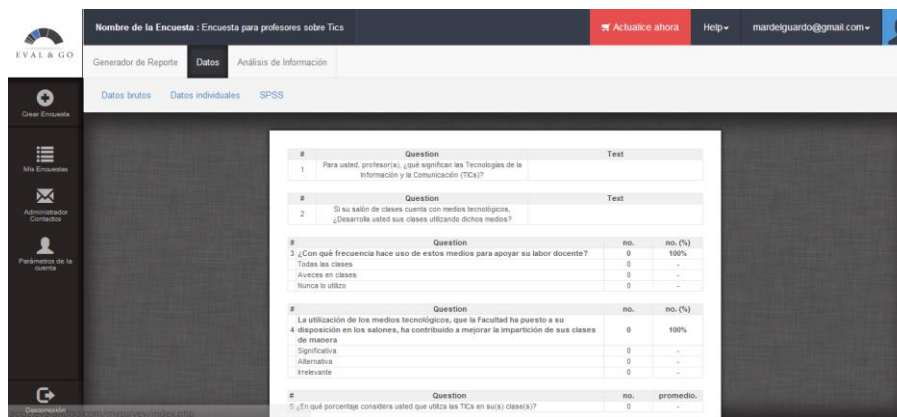 Nombre de la Encuesta : Encuesta para profesores sobre Tics
Actualice ahora
Help
mardelguardo@gmail.com
EVAL & GO
Generador de Reporte
Datos
Análisis de Información
Datos brutos
Datos individuales
SPSS
Crear Encuesta
Mis Encuestas
Administrador
Contactos
Parámetros de la
cuenta
# Question Text
1 Para usted, profesor(a), ¿qué significan las Tecnologías de la
Información y la Comunicación (TICs)?
# Question Text
2 Si su salón de clases cuenta con medios tecnológicos,
¿Desarrolla usted sus clases utilizando dichos medios?
# Question no. no. (%)
3 ¿Con qué frecuencia hace uso de estos medios para apoyar su labor docente? 0 100%
Todas las clases 0 -
Aveces en clases 0 -
Nunca lo utilizo 0 -
# Question no. no. (%)
La utilización de los medios tecnológicos, que la Facultad ha puesto a su
4 disposición en los salones, ha contribuido a mejorar la impartición de sus clases 0 100%
de manera
Significativa 0 -
Alternativa 0 -
Irrelevante 0 -
# Question no. promedio.
5 ¿En qué porcentaje considera usted que utiliza las TICs en su(s) clase(s)? 0 -